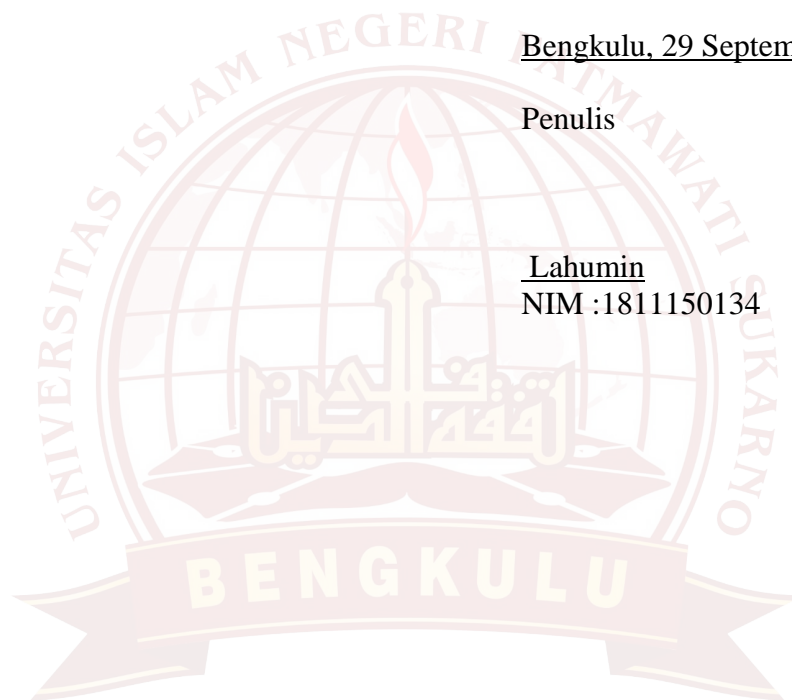 Bengkulu, 29 Septem
Penulis
Lahumin
NIM :1811150134
UNIVERSITAS ISLAM NEGERI FATMAWATI SUKARNO
BENGKULU